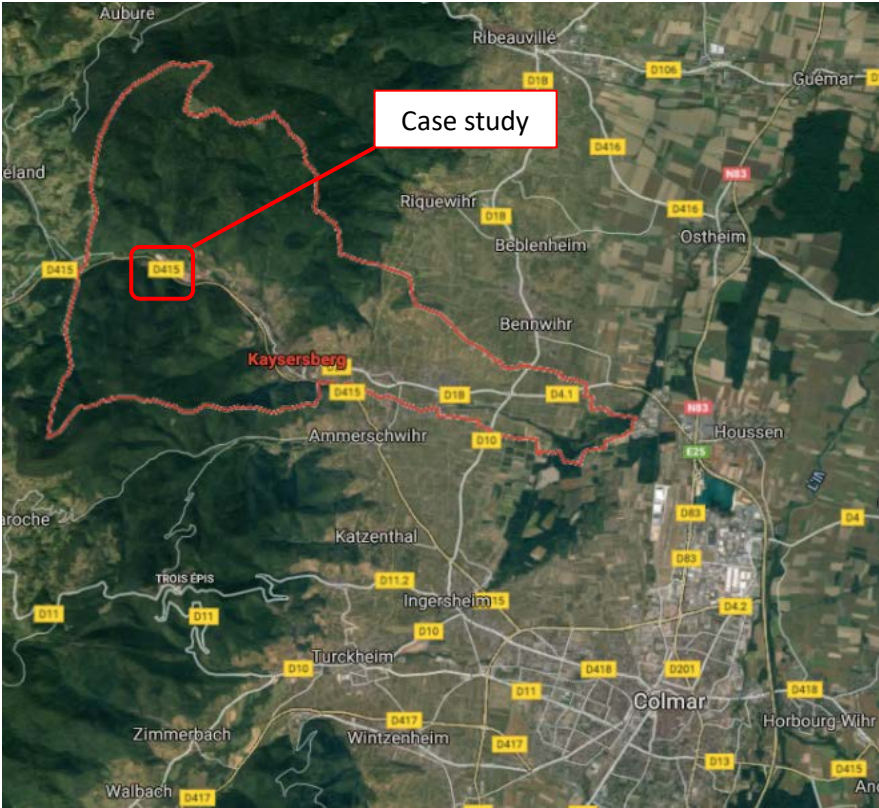 Aubure
Ribeauvillé
D18
D106
Guémar
Case study
D416
éland
N83
Riquewihr
D18
D416
Beblenheim
Ostheim
D415
D415
Bennwihr
Kaysersberg
D415
D18
D4.1
N83
Ammerschwihr
D10
Houssen
E25
aroche
D83
D4
Katzenthal
D83
TROIS ÉPIS
D11.2
D11
D11
Ingersheim
D4.2
D10
Turckheim
D10
D418
D201
D11
Colmar
D418
D417
Horbourg-Wihr
Zimmerbach
Wintzenheim
D417
D13
D415
Walbach
D417